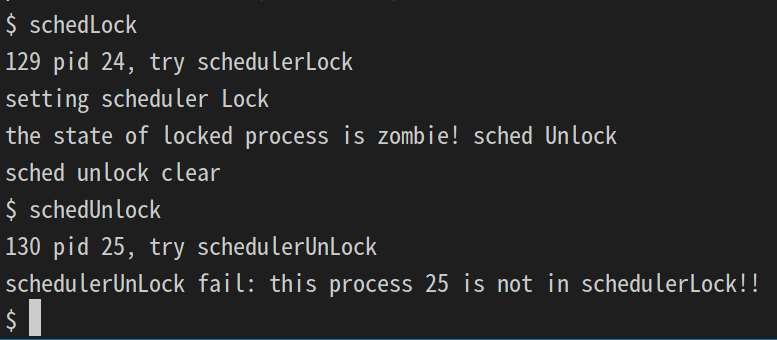 $ schedLock
129 pid 24, try schedulerLock
setting scheduler Lock
the state of locked process is zombie! sched Unlock
sched unlock clear
$ schedUnlock
130 pid 25, try schedulerUnLock
schedulerUnLock fail: this process 25 is not in schedulerLock!!
$